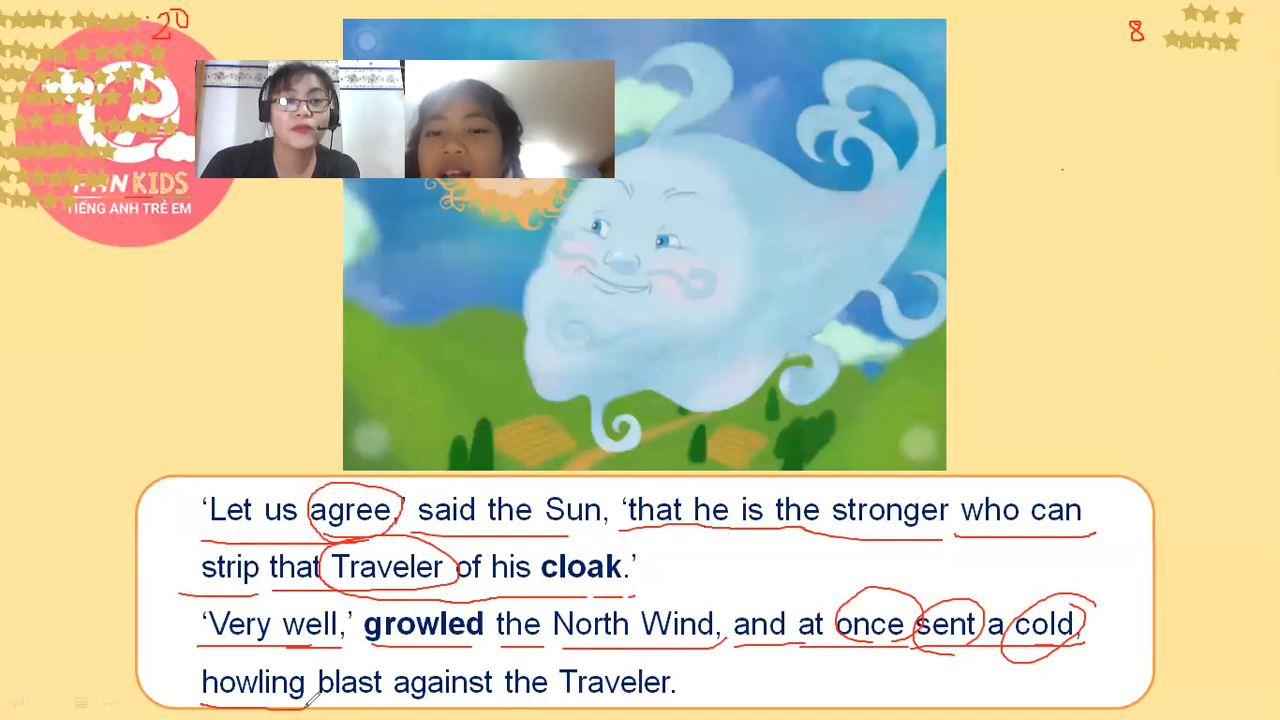 20
8
KIDS
TIẾNG ANH TRẺ EM
‘Let us agree,’ said the Sun, ‘that he is the stronger who can
strip that Traveler of his cloak.’
‘Very well,’ growled the North Wind, and at once sent a cold,
howling blast against the Traveler.